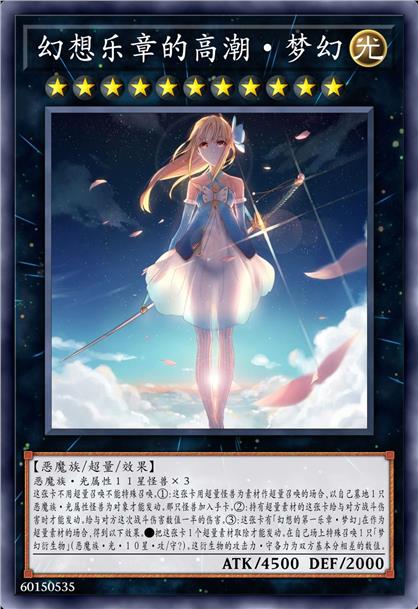 幻想乐章的高潮・梦幻 光
【恶魔族/超量/效果】
恶魔族・光属性11星怪兽×3
这张卡不用超量召唤不能特殊召唤。①:这张卡用超量怪兽为素材作超量召唤的场合,以自己墓地1只
恶魔族・光属性怪兽为对象才能发动。那只怪兽加入手卡。②:持有超量素材的这张卡给与对方战斗伤
害时才能发动。给与对方这次战斗伤害数值一半的伤害。③:这张卡有「幻想的第一乐章・梦幻」在作为
超量素材的场合,得到以下效果。●把这张卡1个超量素材取除才能发动。在自己场上特殊召唤1只「梦
幻衍生物」(恶魔族・光・10星・攻/守?)。这衍生物的攻击力・守备力为双方基本分相差的数值。
ATK/4500 DEF/2000
60150535